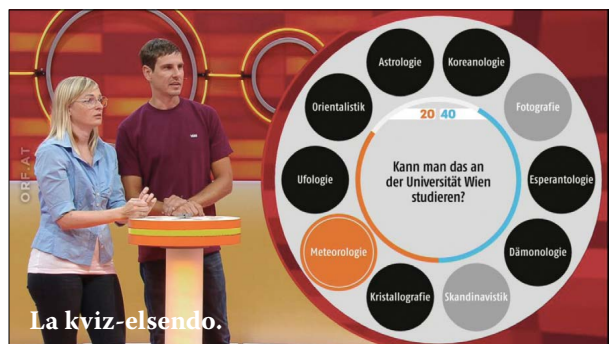 Astrologie
Koreanologie
Orientalistik
Fotografie
20 40
Kann man das an
der Universität Wien
studieren?
Ufologie
Esperantologie
Meteorologie
Dämonologie
Kristallografie
Skandinavistik
ORF.AT
La kviz-elsendo.